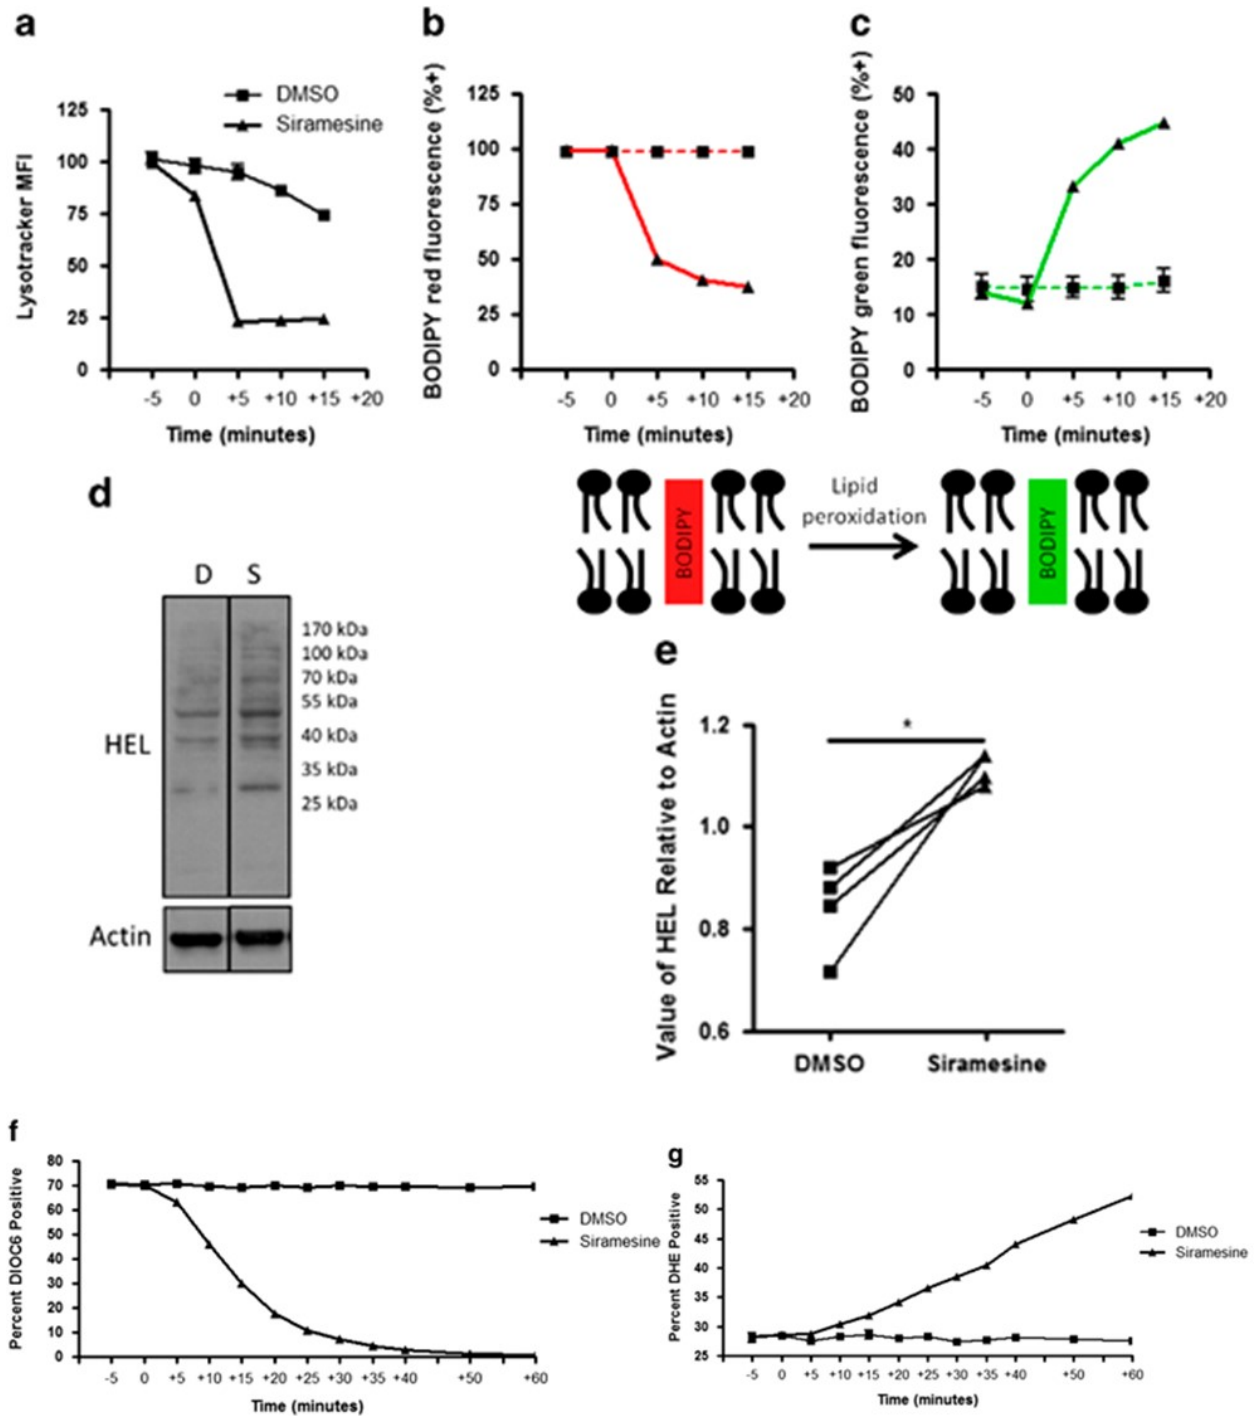 a
b
c
DMSO
Siramesine
Lysotracker MFI
125
100
75
50
25
0
-5 0 +5 +10 +15 +20
Time (minutes)
BODIPY red fluorescence (%+)
125
100
75
50
25
0
-5 0 +5 +10 +15 +20
Time (minutes)
BODIPY green fluorescence (%+)
50
40
30
20
10
0
-5 0 +5 +10 +15 +20
Time (minutes)
BODIPY
Lipid
peroxidation
BODIPY
d
D S
HEL
170 kDa
100 kDa
70 kDa
55 kDa
40 kDa
35 kDa
25 kDa
Actin
e
Value of HEL Relative to Actin
1.2
1.0
0.8
0.6
*
DMSO Siramesine
f
Percent DIOC6 Positive
80
70
60
50
40
30
20
10
0
-5 0 +5 +10 +15 +20 +25 +30 +35 +40 +50 +60
Time (minutes)
DMSO
Siramesine
g
Percent DHE Positive
55
50
45
40
35
30
25
-5 0 +5 +10 +15 +20 +25 +30 +35 +40 +50 +60
Time (minutes)
DMSO
Siramesine